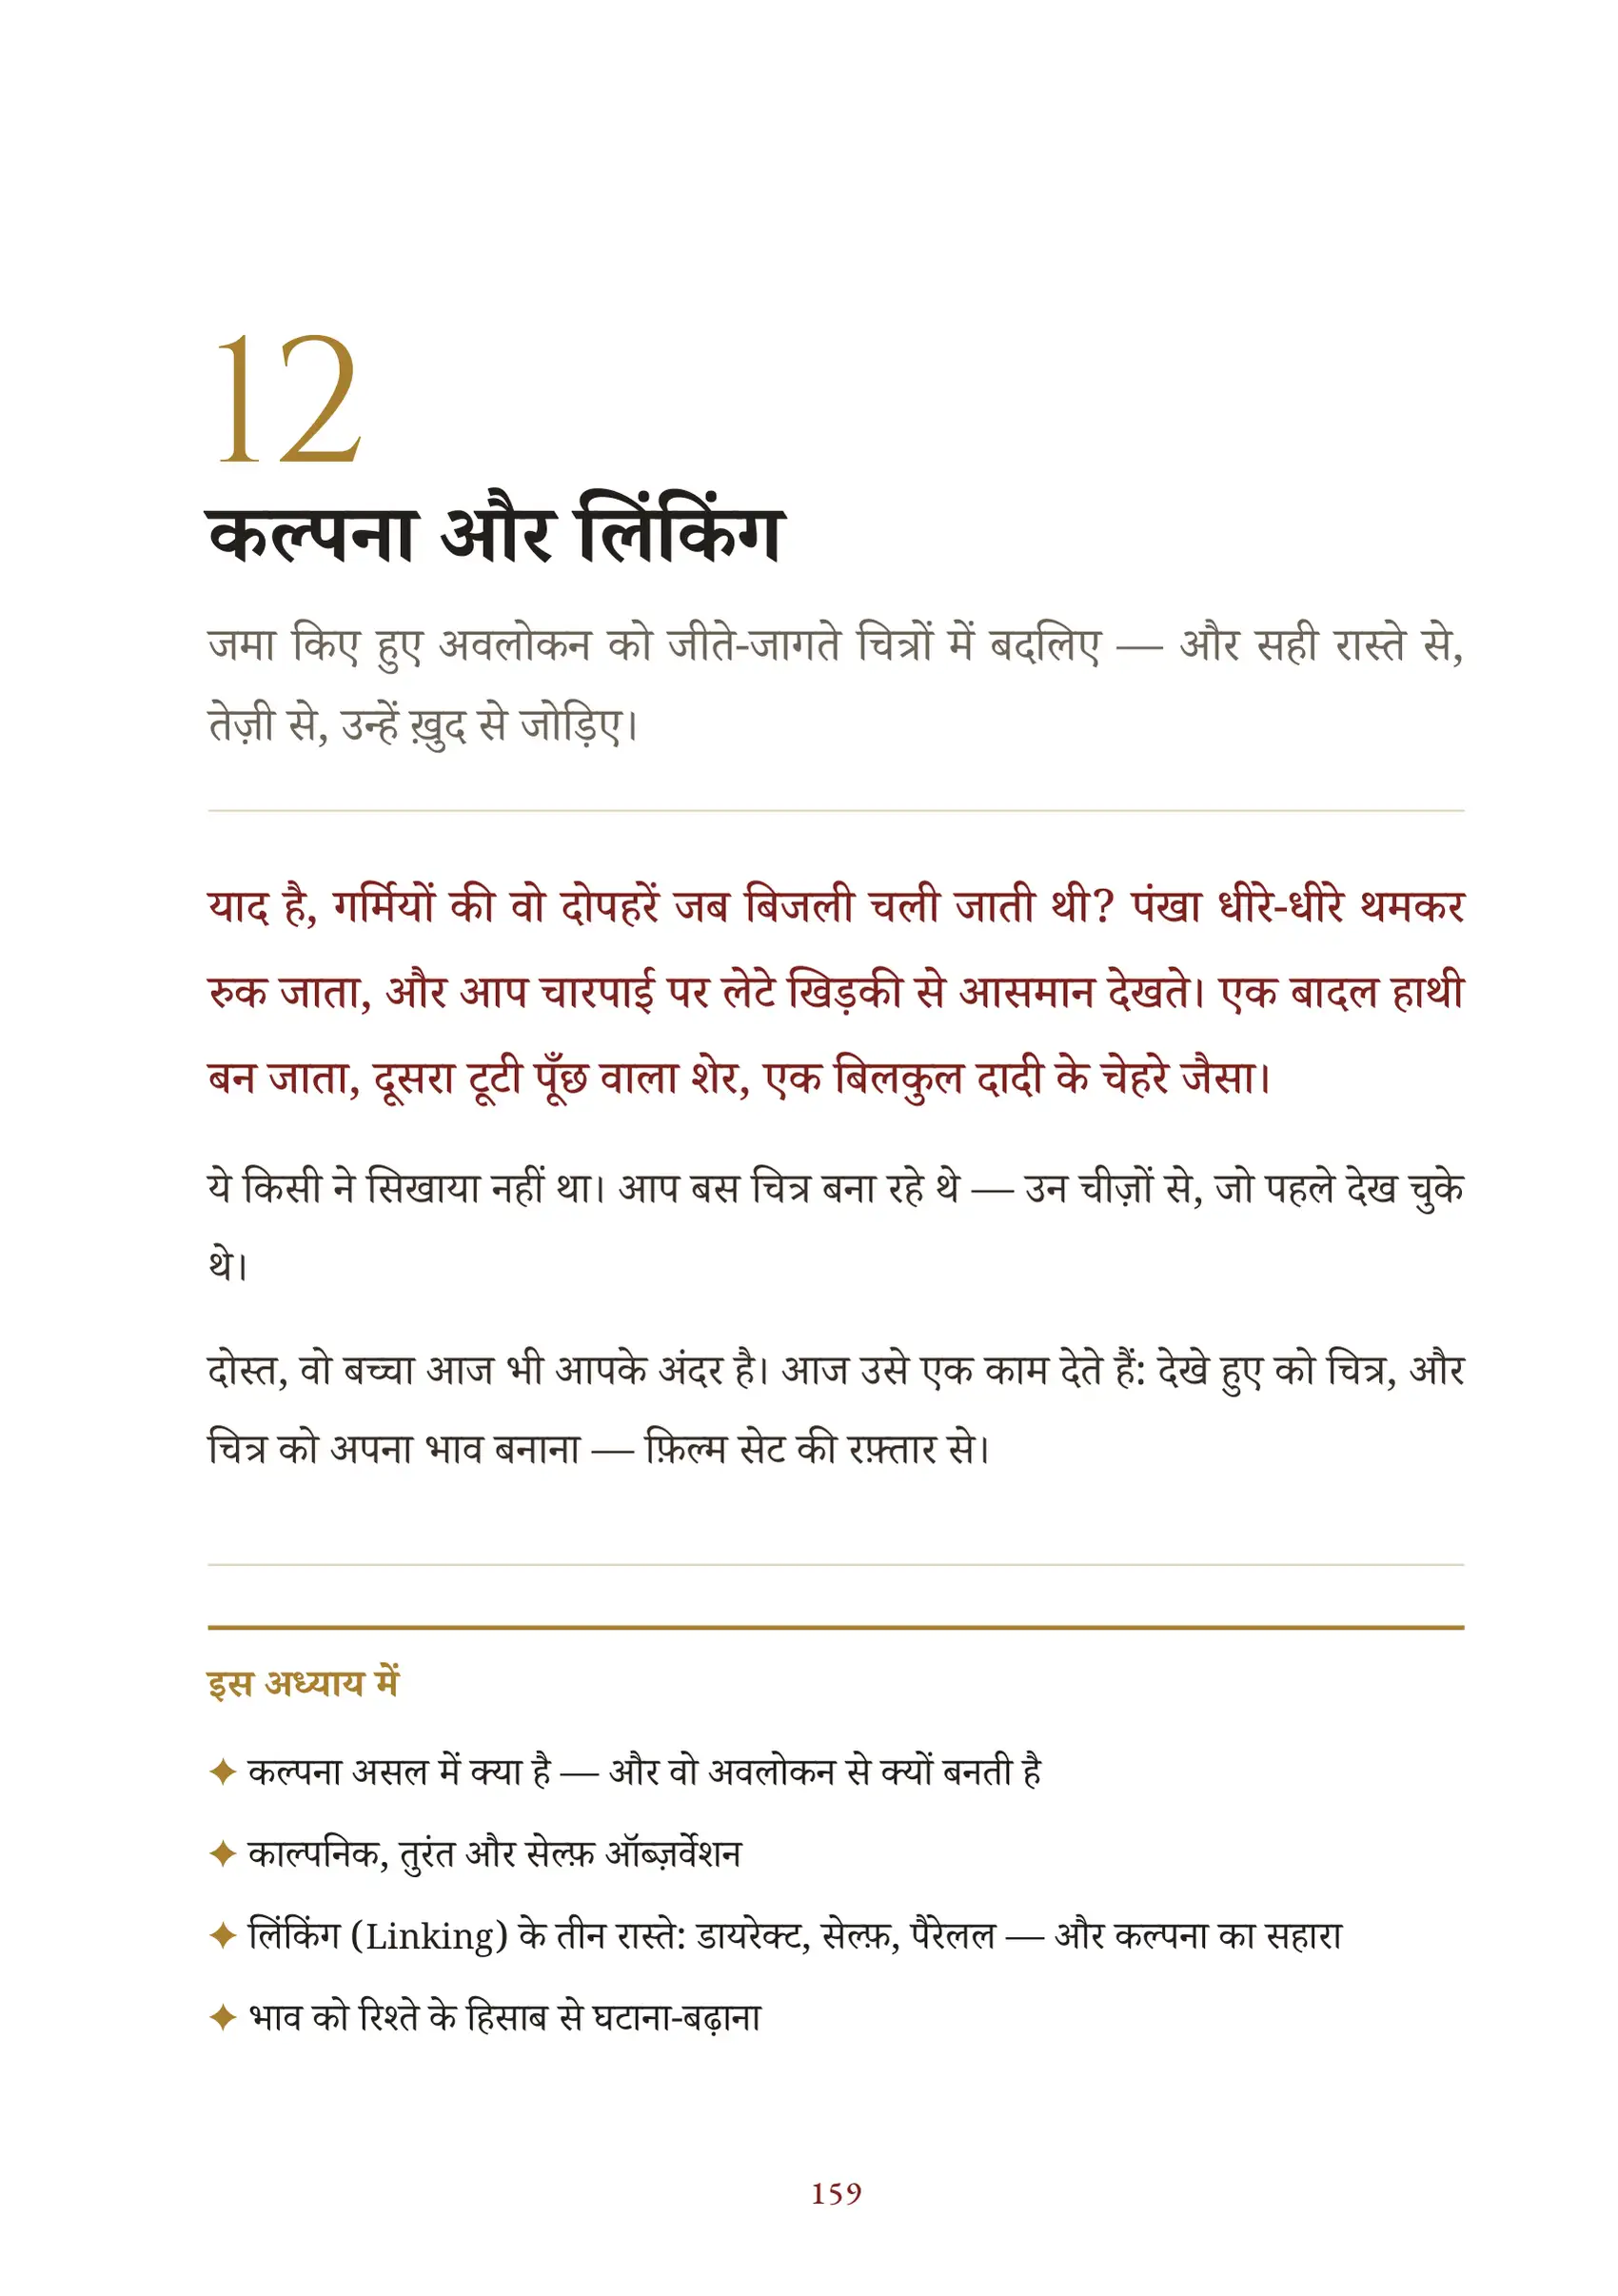 12
कल्पना और लिंकिंग
जमा किए हुए अवलोकन को जीते-जागते चित्रों में बदलिए — और सही रास्ते से,
तेज़ी से, उन्हें ख़ुद से जोड़िए।
याद है, गर्मियों की वो दोपहरें जब बिजली चली जाती थी? पंखा धीरे-धीरे थमकर
रुक जाता, और आप चारपाई पर लेटे खिड़की से आसमान देखते। एक बादल हाथी
बन जाता, दूसरा टूटी पूँछ वाला शेर, एक बिलकुल दादी के चेहरे जैसा।
ये किसी ने सिखाया नहीं था। आप बस चित्र बना रहे थे — उन चीज़ों से, जो पहले देख चुके
थे।
दोस्त, वो बच्चा आज भी आपके अंदर है। आज उसे एक काम देते हैं: देखे हुए को चित्र, और
चित्र को अपना भाव बनाना — फ़िल्म सेट की रफ़्तार से।
इस अध्याय में
✦ कल्पना असल में क्या है — और वो अवलोकन से क्यों बनती है
✦ काल्पनिक, तुरंत और सेल्फ़ ऑब्ज़र्वेशन
✦ लिंकिंग (Linking) के तीन रास्ते: डायरेक्ट, सेल्फ़, पैरेलल — और कल्पना का सहारा
✦ भाव को रिश्ते के हिसाब से घटाना-बढ़ाना
159